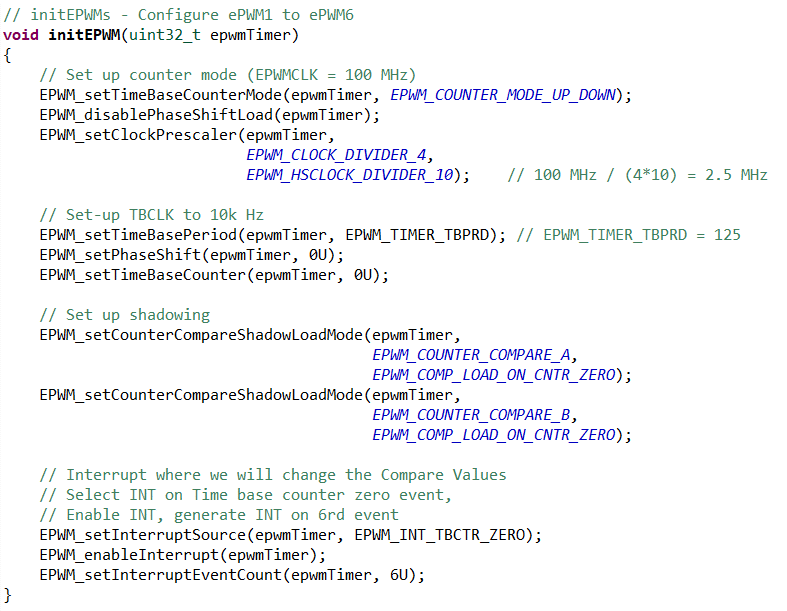 // initEPWMs - Configure ePWM1 to ePWM6
void initEPWM(uint32_t epwmTimer)
{
    // Set up counter mode (EPWMCLK = 100 MHz)
    EPWM_setTimeBaseCounterMode(epwmTimer, EPWM_COUNTER_MODE_UP_DOWN);
    EPWM_disablePhaseShiftLoad(epwmTimer);
    EPWM_setClockPrescaler(epwmTimer,
                           EPWM_CLOCK_DIVIDER_4,
                           EPWM_HSCLOCK_DIVIDER_10);    // 100 MHz / (4*10) = 2.5 MHz

    // Set-up TBCLK to 10k Hz
    EPWM_setTimeBasePeriod(epwmTimer, EPWM_TIMER_TBPRD); // EPWM_TIMER_TBPRD = 125
    EPWM_setPhaseShift(epwmTimer, 0U);
    EPWM_setTimeBaseCounter(epwmTimer, 0U);

    // Set up shadowing
    EPWM_setCounterCompareShadowLoadMode(epwmTimer,
                                         EPWM_COUNTER_COMPARE_A,
                                         EPWM_COMP_LOAD_ON_CNTR_ZERO);
    EPWM_setCounterCompareShadowLoadMode(epwmTimer,
                                         EPWM_COUNTER_COMPARE_B,
                                         EPWM_COMP_LOAD_ON_CNTR_ZERO);

    // Interrupt where we will change the Compare Values
    // Select INT on Time base counter zero event,
    // Enable INT, generate INT on 6rd event
    EPWM_setInterruptSource(epwmTimer, EPWM_INT_TBCTR_ZERO);
    EPWM_enableInterrupt(epwmTimer);
    EPWM_setInterruptEventCount(epwmTimer, 6U);
}